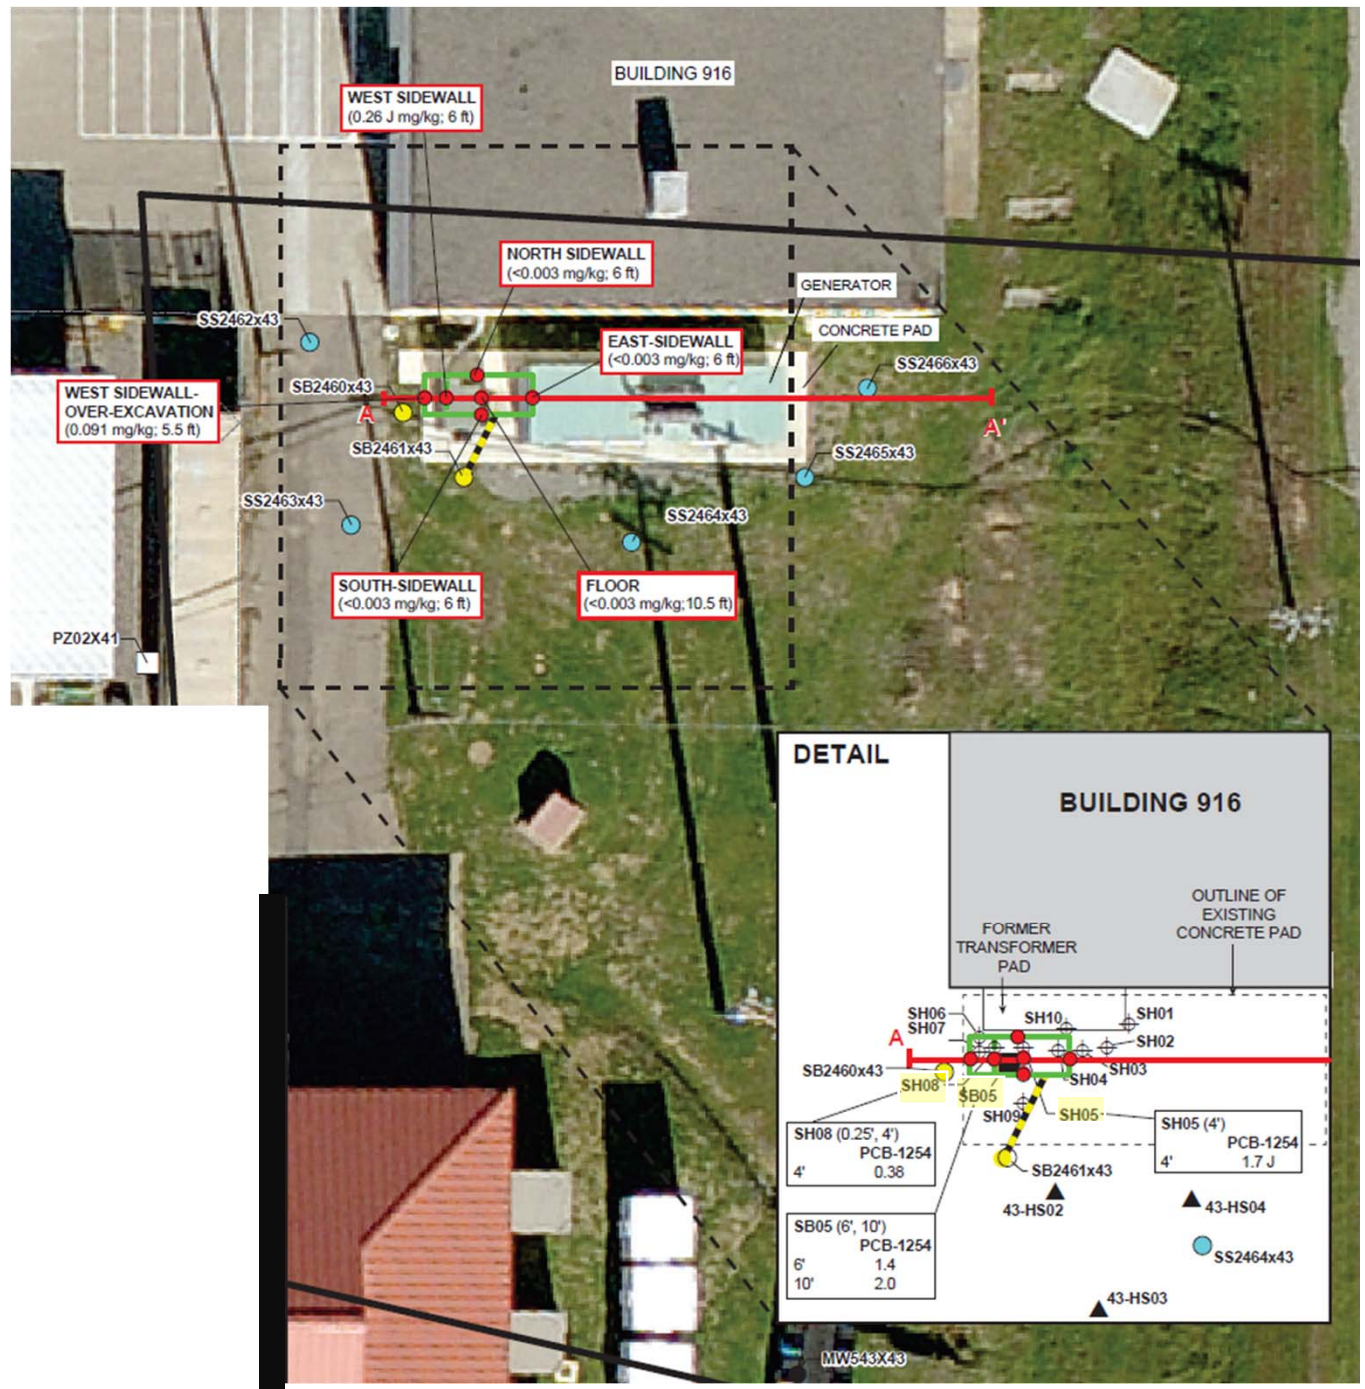 BUILDING 916
WEST SIDEWALL
(0.26 J mg/kg; 6 ft)
NORTH SIDEWALL
(<0.003 mg/kg; 6 ft)
GENERATOR
CONCRETE PAD
SS2462x43
EAST-SIDEWALL
(<0.003 mg/kg; 6 ft)
SS2466x43
SB2460x43
WEST SIDEWALL-
OVER-EXCAVATION
(0.091 mg/kg; 5.5 ft)
A
A'
SB2461x43
SS2465x43
SS2463x43
SS2464x43
SOUTH-SIDEWALL
(<0.003 mg/kg; 6 ft)
FLOOR
(<0.003 mg/kg;10.5 ft)
PZ02X41
DETAIL
BUILDING 916
OUTLINE OF
EXISTING
CONCRETE PAD
FORMER
TRANSFORMER
PAD
SH06
SH07
SH10
SH01
A
SH02
SH03
SB2460x43
SH08
SB05
SH04
SH09
SH05
SH08 (0.25', 4')
PCB-1254
4' 0.38
SH05 (4')
PCB-1254
4' 1.7 J
SB2461x43
43-HS02
43-HS04
SB05 (6', 10')
PCB-1254
6' 1.4
10' 2.0
SS2464x43
43-HS03
MW543X43